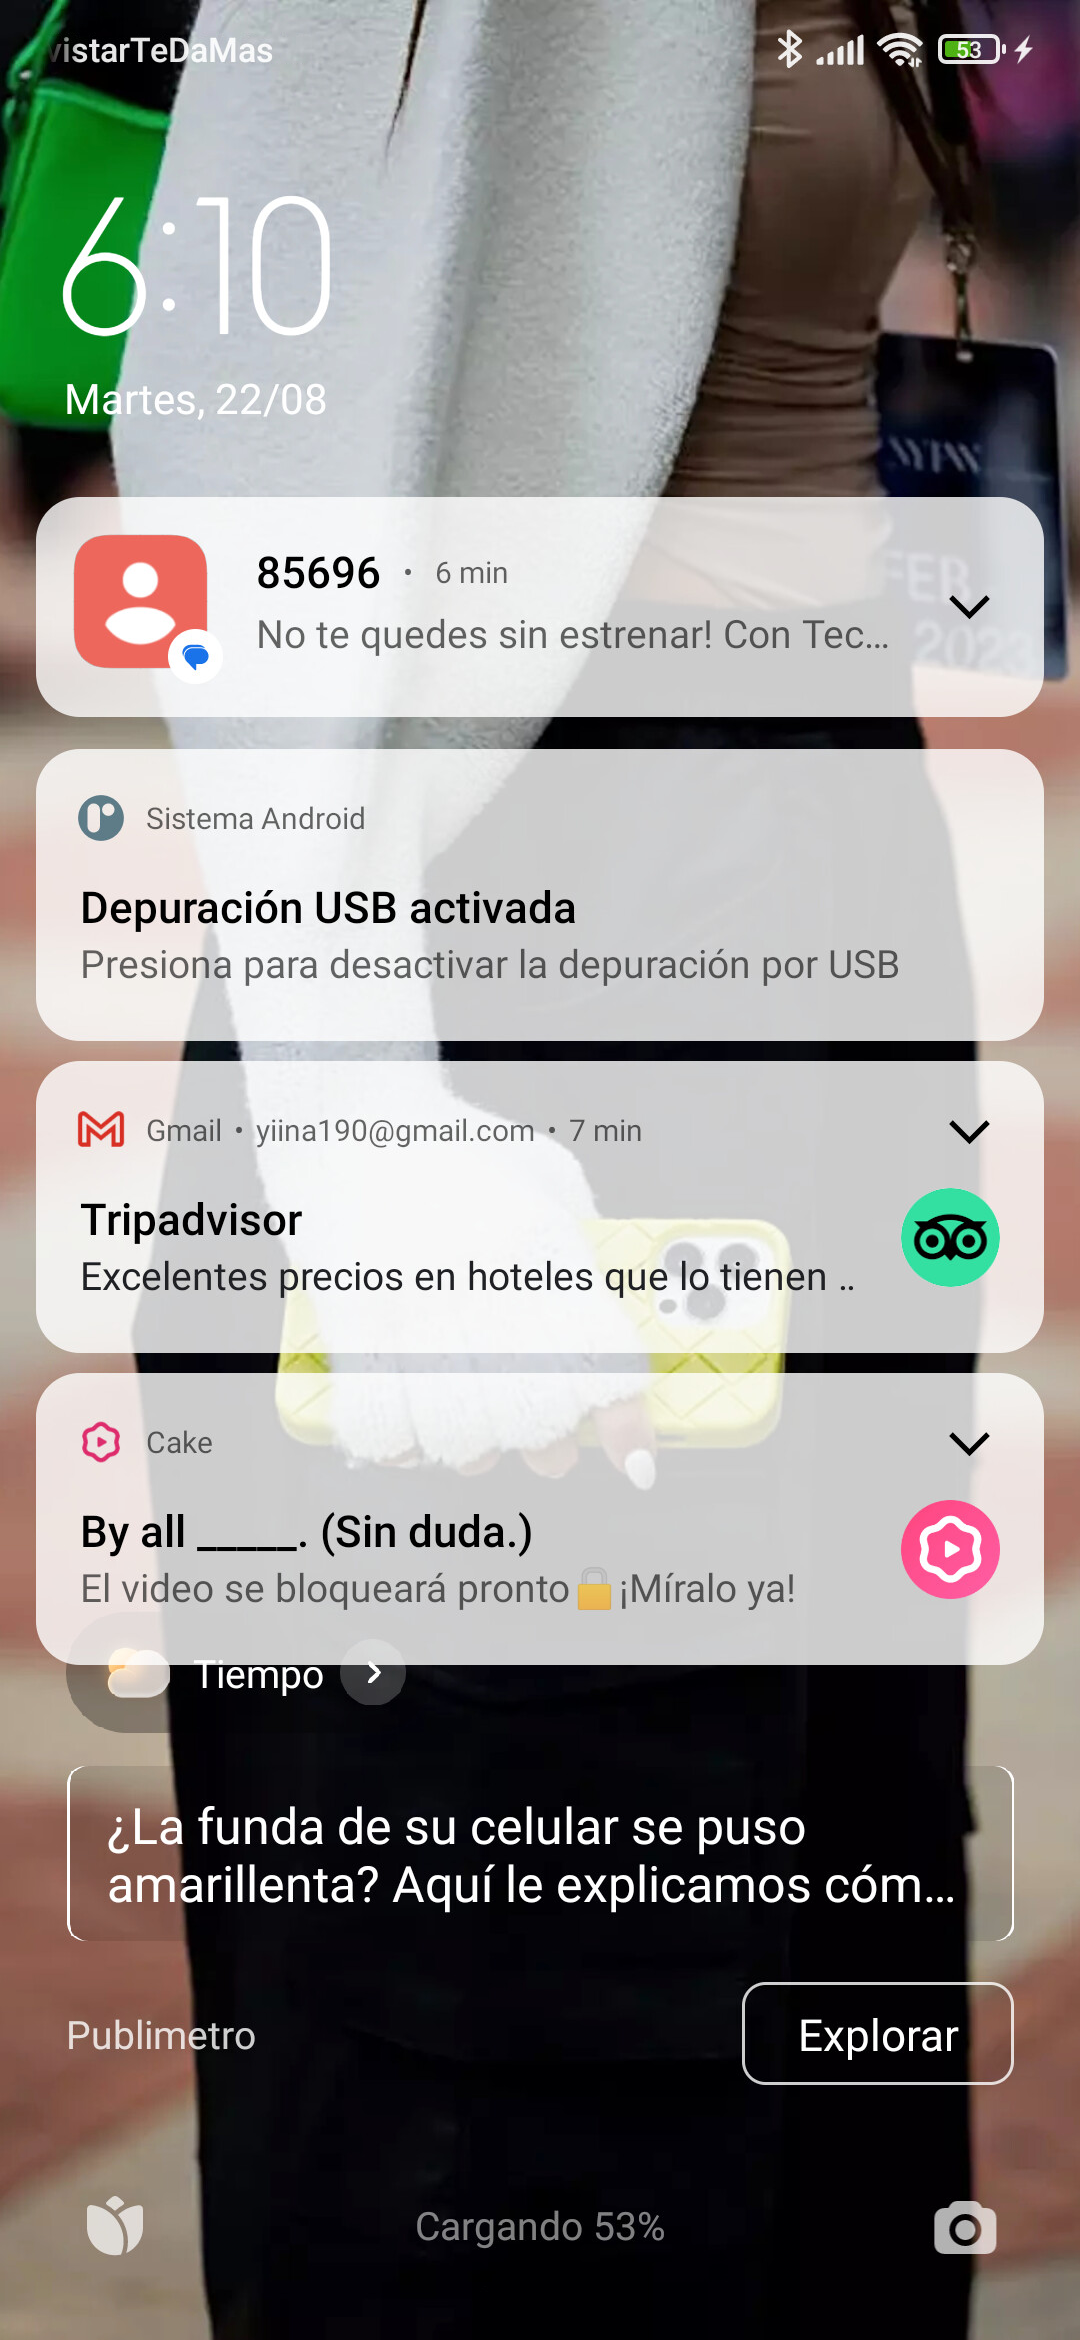 vistarTeDaMas
53
6:10
Martes, 22/08
85696 • 6 min
No te quedes sin estrenar! Con Tec...
Sistema Android
Depuración USB activada
Presiona para desactivar la depuración por USB
Gmail • yiina190@gmail.com • 7 min
Tripadvisor
Excelentes precios en hoteles que lo tienen ..
Cake
By all _____. (Sin duda.)
El video se bloqueará pronto🔒¡Míralo ya!
Tiempo
¿La funda de su celular se puso
amarillenta? Aquí le explicamos cóm...
Publimetro
Explorar
Cargando 53%
NYFW
FEB
2023